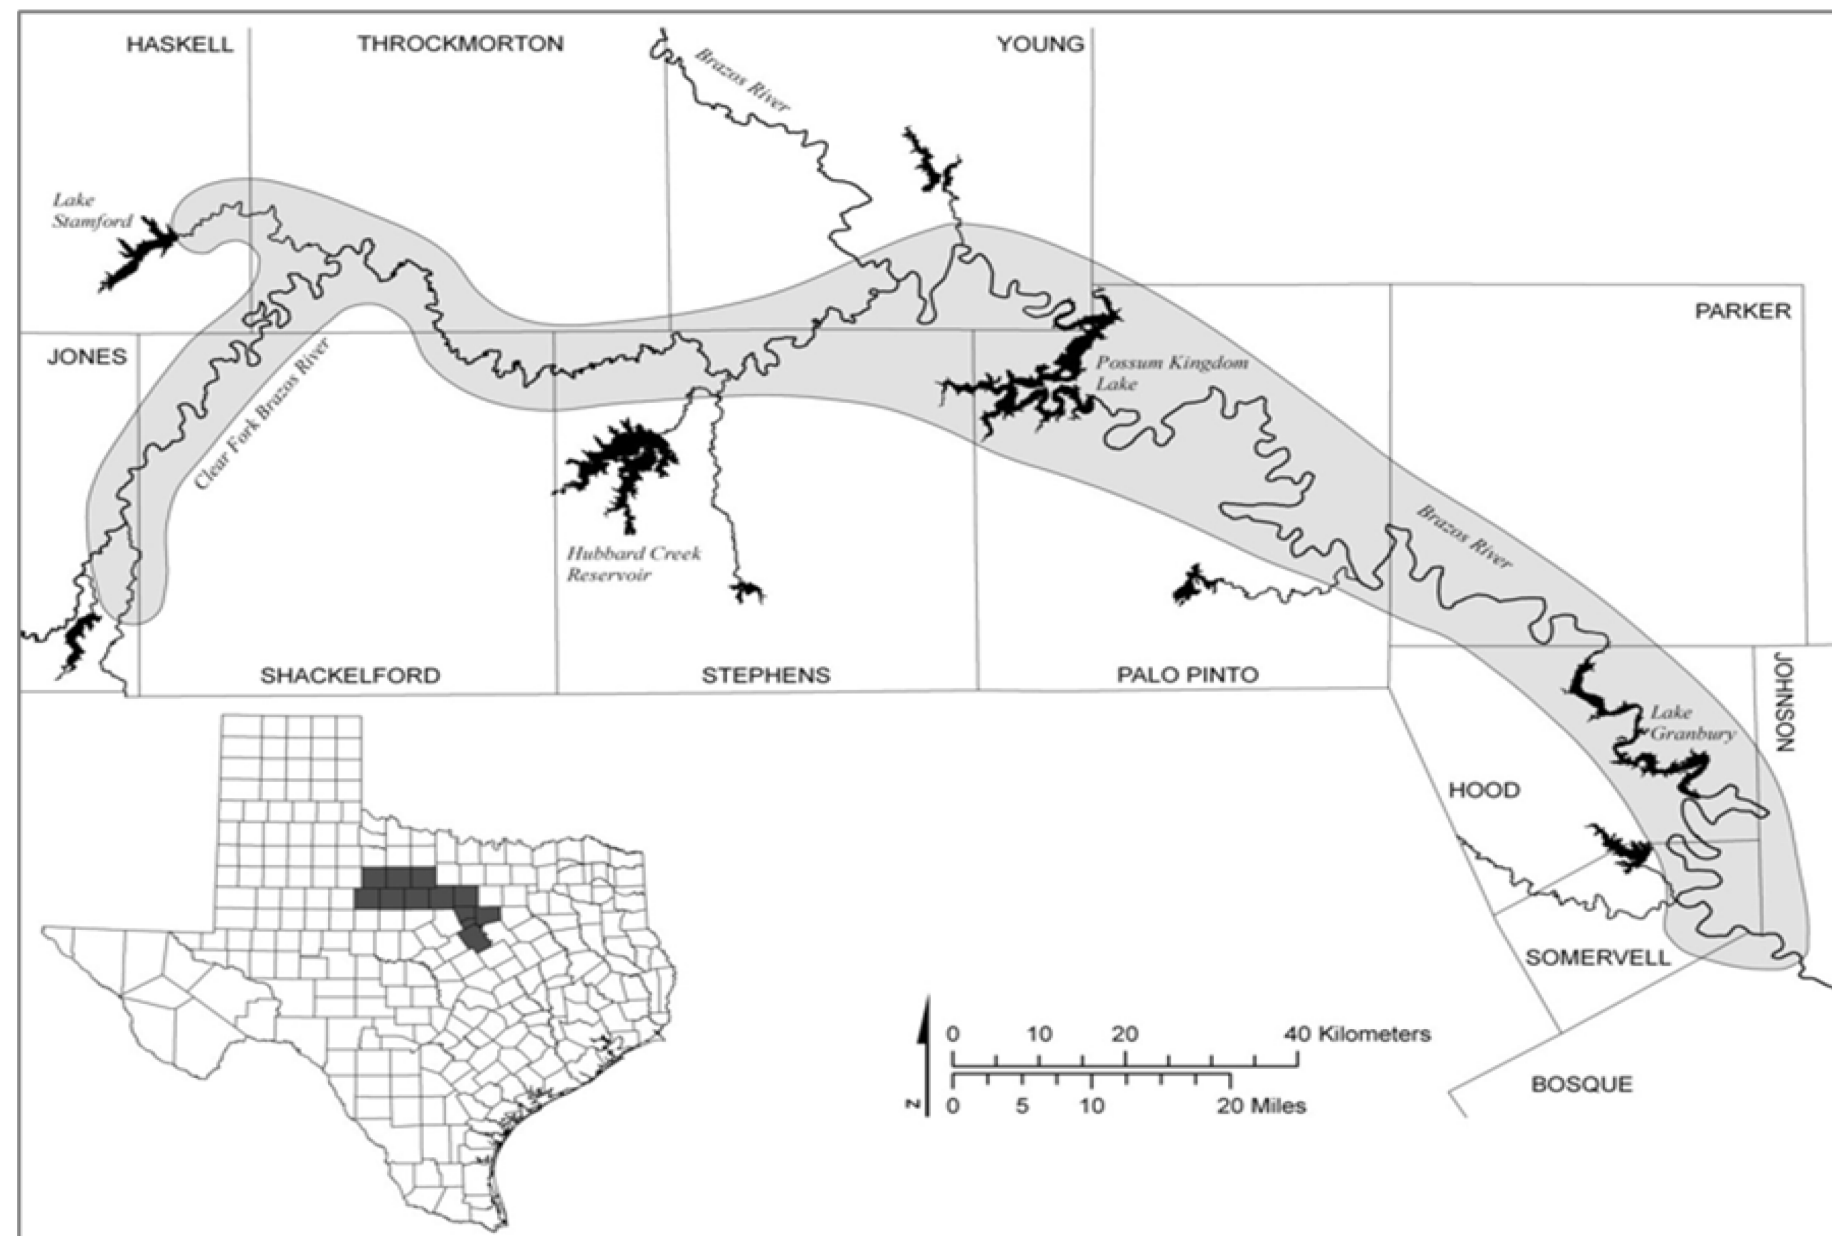 HASKELL
THROCKMORTON
YOUNG
Brazos River
Lake
Stamford
PARKER
JONES
Possum Kingdom
Lake
Clear Fork Brazos River
Brazos River
Hubbard Creek
Reservoir
SHACKELFORD
STEPHENS
PALO PINTO
JOHNSON
Lake
Granbury
HOOD
SOMERVELL
BOSQUE
0 10 20 40 Kilometers
N
0 5 10 20 Miles